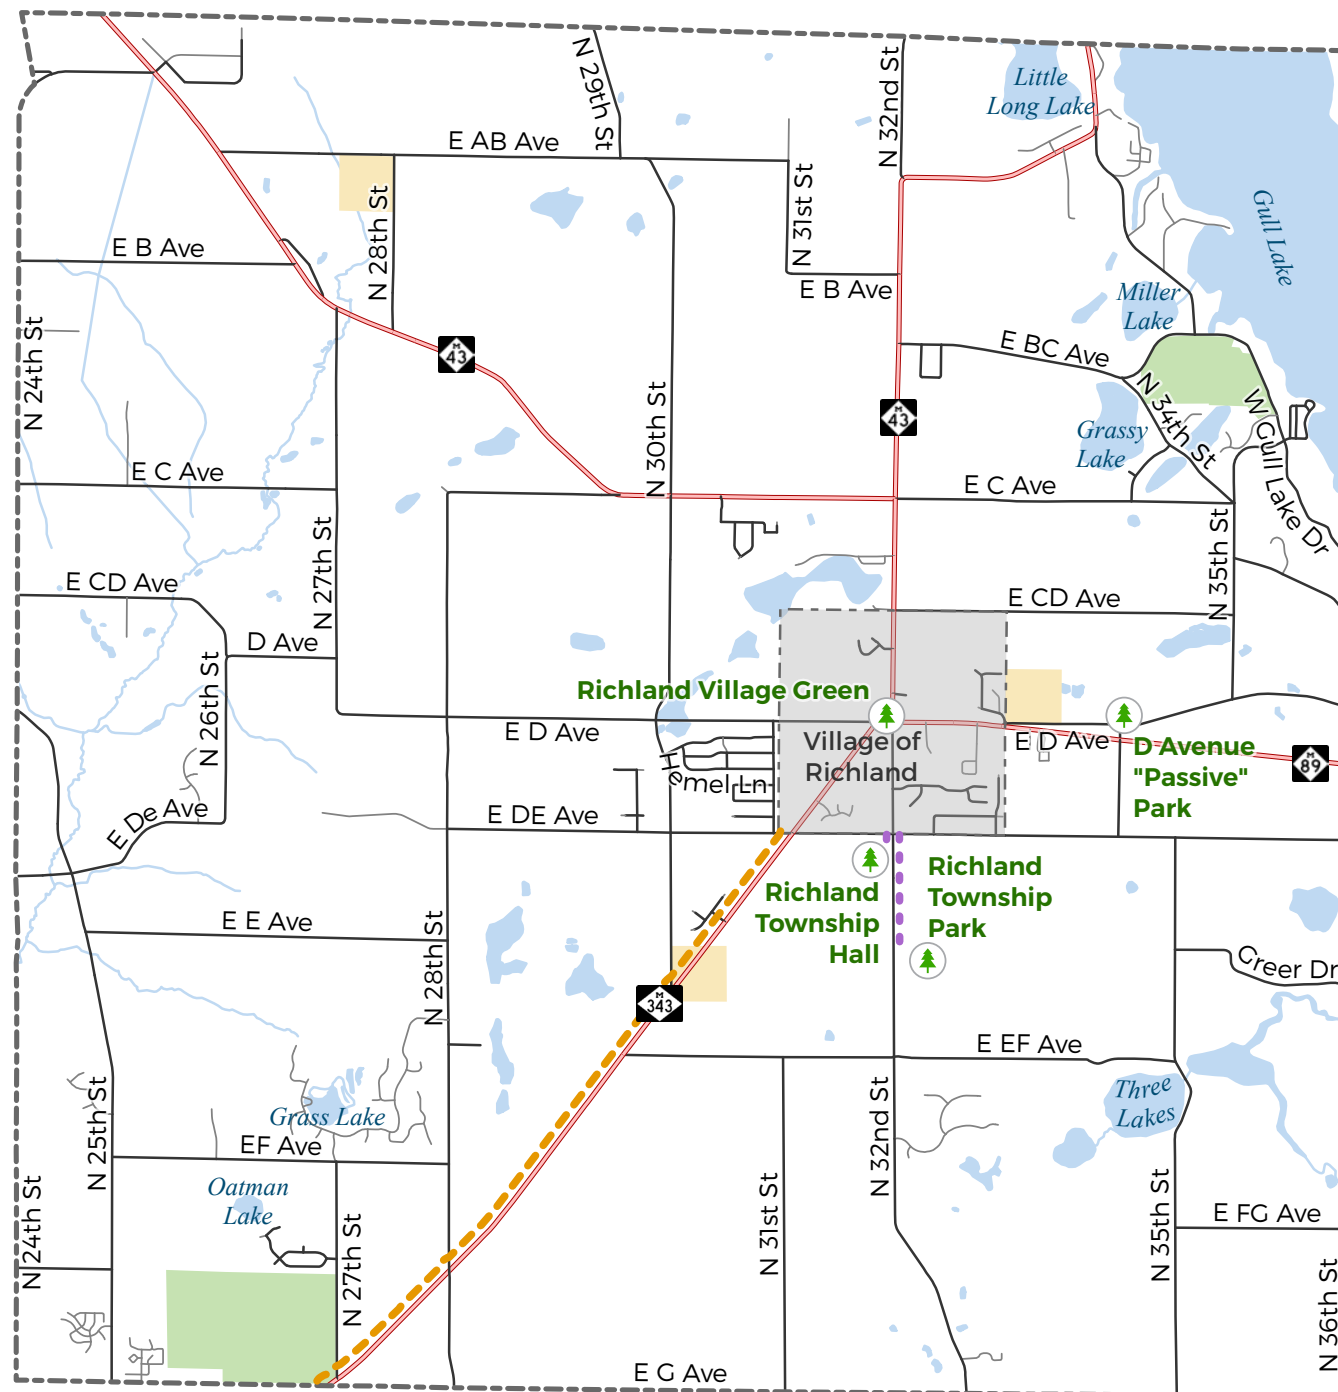 N 29th St
N 32nd St
Little
Long Lake
E AB Ave
N 31st St
Gull Lake
N 28th St
E B Ave
E B Ave
Miller
Lake
N 24th St
M
43
E BC Ave
N 34th St
W Gull Lake Dr
M
43
N 30th St
Grassy
Lake
E C Ave
E C Ave
N 27th St
N 35th St
E CD Ave
E CD Ave
D Ave
N 26th St
Richland Village Green
E D Ave
Village of
Richland
E D Ave
D Avenue
"Passive"
Park
M
89
Hemel Ln
E De Ave
E DE Ave
Richland
Township
Hall
Richland
Township
Park
E E Ave
N 28th St
Greer Dr
M
343
E EF Ave
Three
Lakes
N 25th St
Grass Lake
EF Ave
N 32nd St
Oatman
Lake
N 24th St
N 27th St
N 31st St
N 35th St
E FG Ave
N 36th St
E G Ave